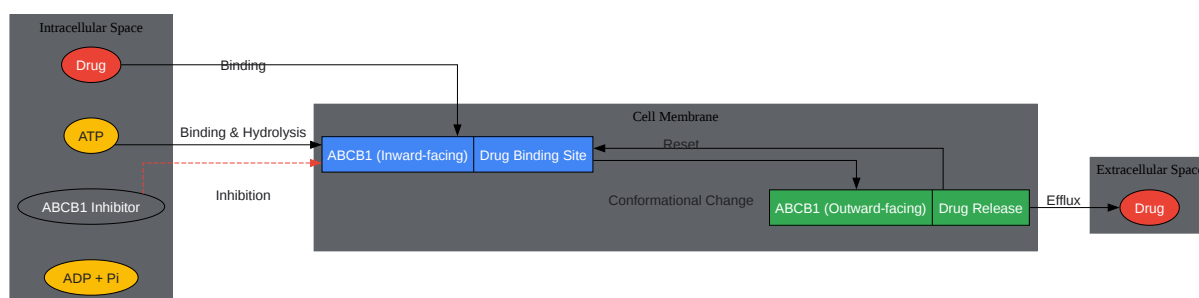 Intracellular Space
Drug
Binding
ATP
Binding & Hydrolysis
Cell Membrane
ABCB1 (Inward-facing)
Drug Binding Site
Reset
Inhibition
ABCB1 Inhibitor
Conformational Change
ABCB1 (Outward-facing)
Drug Release
Efflux
Extracellular Space
Drug
ADP + Pi